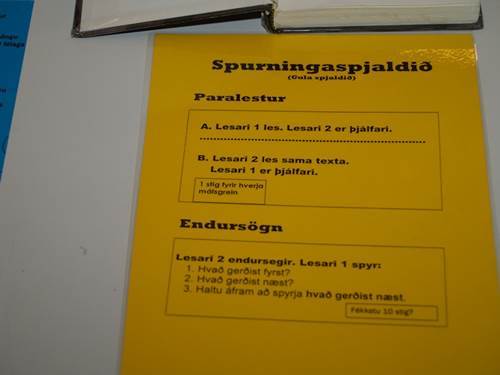 Spurningaspjaldið
(Gula spjaldið)
Paralestur
A. Lesari 1 les. Lesari 2 er þjálfari.
B. Lesari 2 les sama texta.
Lesari 1 er þjálfari.
1 stig fyrir hverja
málsgrein
Endursögn
Lesari 2 endursegir. Lesari 1 spyr:
1. Hvað gerðist fyrst?
2. Hvað gerðist næst?
3. Haltu áfram að spyrja hvað gerðist næst.
Fékkstu 10 stig?